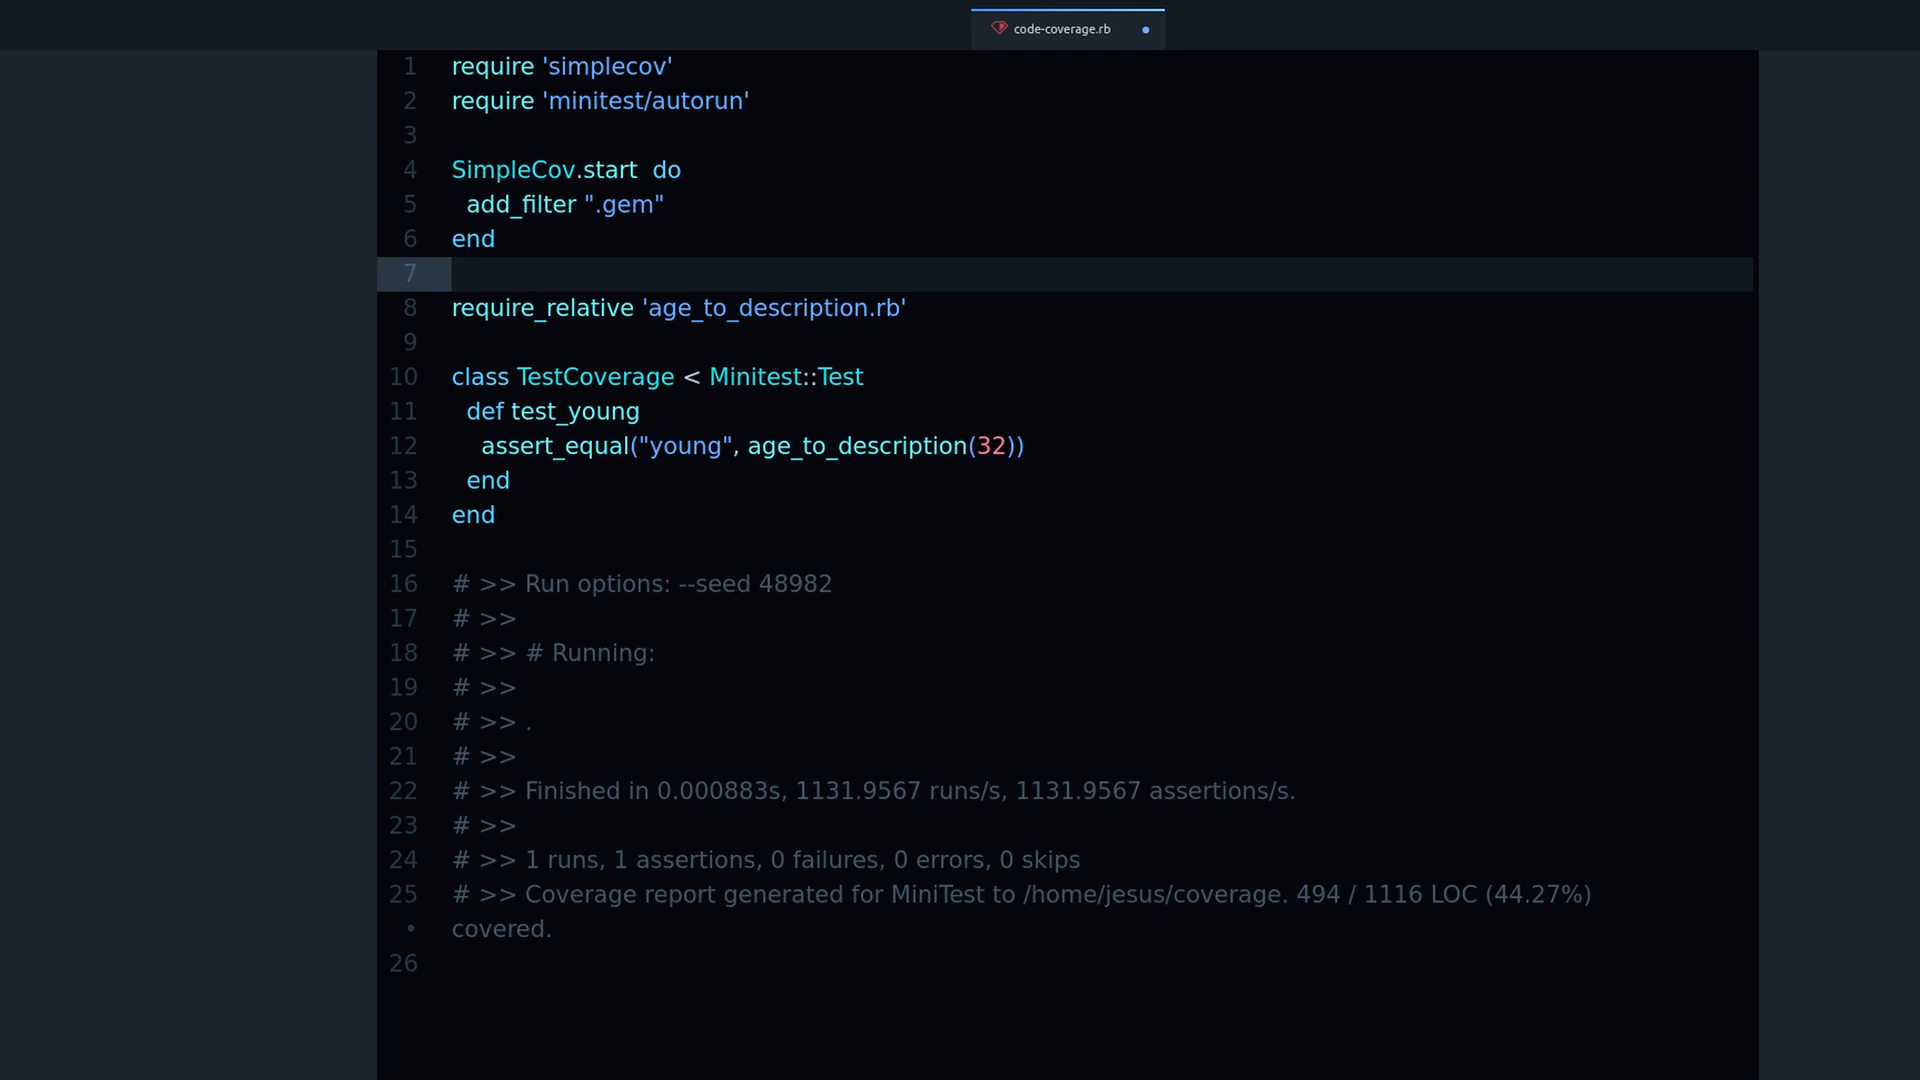 code-coverage.rb
1 require 'simplecov'
2 require 'minitest/autorun'
3
4 SimpleCov.start  do
5   add_filter ".gem"
6 end
7
8 require_relative 'age_to_description.rb'
9
10 class TestCoverage < Minitest::Test
11   def test_young
12     assert_equal("young", age_to_description(32))
13   end
14 end
15
16 # >> Run options: --seed 48982
17 # >>
18 # >> # Running:
19 # >>
20 # >> .
21 # >>
22 # >> Finished in 0.000883s, 1131.9567 runs/s, 1131.9567 assertions/s.
23 # >>
24 # >> 1 runs, 1 assertions, 0 failures, 0 errors, 0 skips
25 # >> Coverage report generated for MiniTest to /home/jesus/coverage. 494 / 1116 LOC (44.27%)
• covered.
26